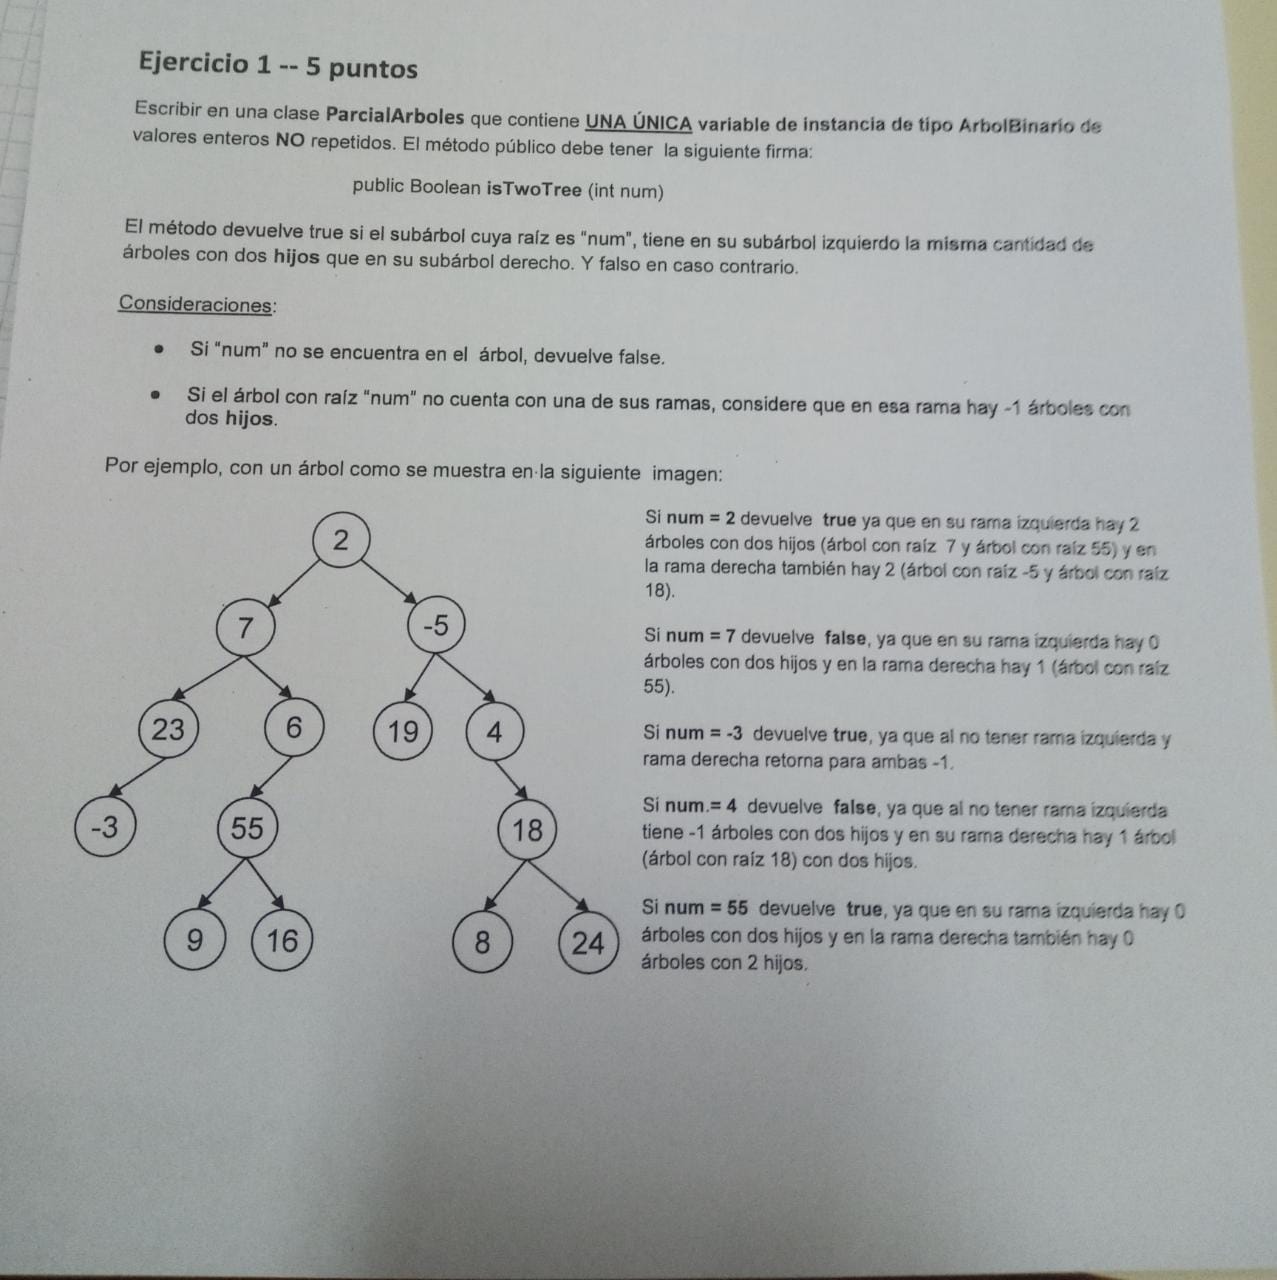 Ejercicio 1 -- 5 puntos
Escribir en una clase ParcialArboles que contiene UNA ÚNICA variable de instancia de tipo ArbolBinario de
valores enteros NO repetidos. El método público debe tener la siguiente firma:
public Boolean isTwoTree (int num)
El método devuelve true si el subárbol cuya raíz es "num", tiene en su subárbol izquierdo la misma cantidad de
árboles con dos hijos que en su subárbol derecho. Y falso en caso contrario.
Consideraciones:
• Si "num" no se encuentra en el árbol, devuelve false.
• Si el árbol con raíz "num" no cuenta con una de sus ramas, considere que en esa rama hay -1 árboles con
dos hijos.
Por ejemplo, con un árbol como se muestra en la siguiente imagen:
2
7 -5
23 6 19 4
-3 55 18
9 16 8 24
Si num = 2 devuelve true ya que en su rama izquierda hay 2
árboles con dos hijos (árbol con raíz 7 y árbol con raíz 55) y en
la rama derecha también hay 2 (árbol con raíz -5 y árbol con raíz
18).
Si num = 7 devuelve false, ya que en su rama izquierda hay 0
árboles con dos hijos y en la rama derecha hay 1 (árbol con raíz
55).
Si num = -3 devuelve true, ya que al no tener rama izquierda y
rama derecha retorna para ambas -1.
Si num.= 4 devuelve false, ya que al no tener rama izquierda
tiene -1 árboles con dos hijos y en su rama derecha hay 1 árbol
(árbol con raíz 18) con dos hijos.
Si num = 55 devuelve true, ya que en su rama izquierda hay 0
árboles con dos hijos y en la rama derecha también hay 0
árboles con 2 hijos.